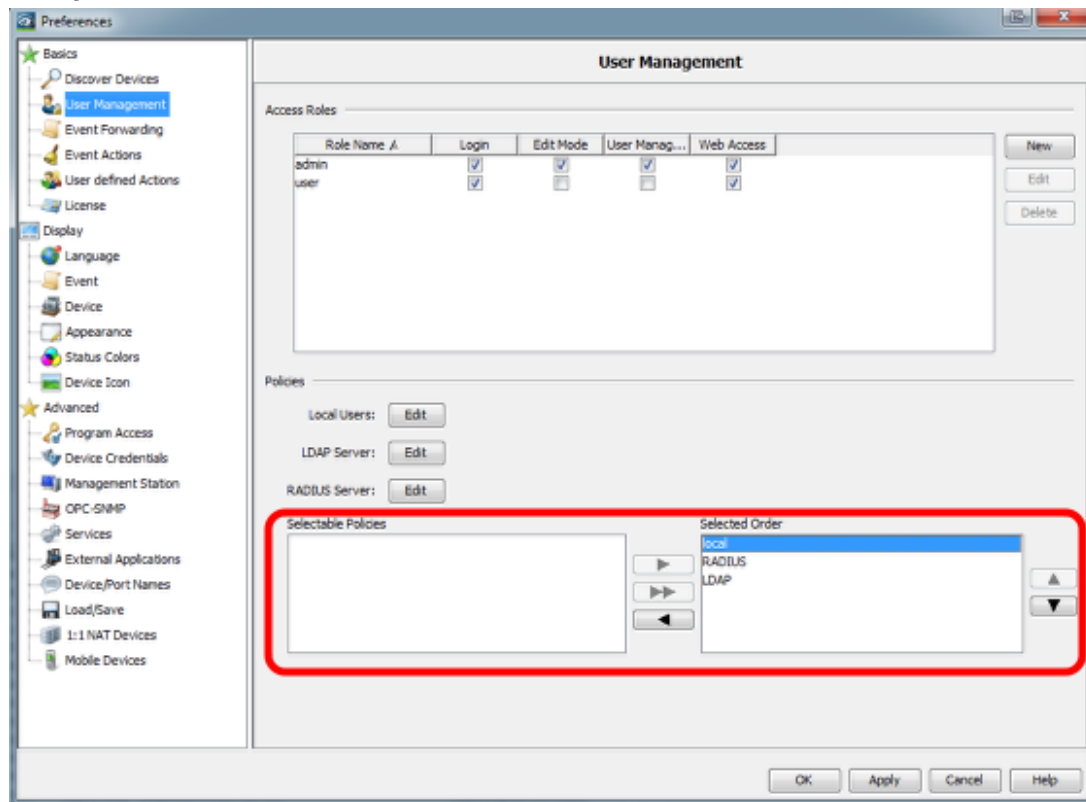 Preferences
Basics
Discover Devices
User Management
Event Forwarding
Event Actions
User defined Actions
License
Display
Language
Event
Device
Appearance
Status Colors
Device Icon
Advanced
Program Access
Device Credentials
Management Station
OPC-SNMP
Services
External Applications
Device/Port Names
Load/Save
1:1 NAT Devices
Mobile Devices
User Management
Access Roles
Role Name Login Edit Mode User Manag... Web Access
admin
user
New
Edit
Delete
Policies
Local Users: Edit
LDAP Server: Edit
RADIUS Server: Edit
Selectable Policies
Selected Order
local
RADIUS
LDAP
OK Apply Cancel Help